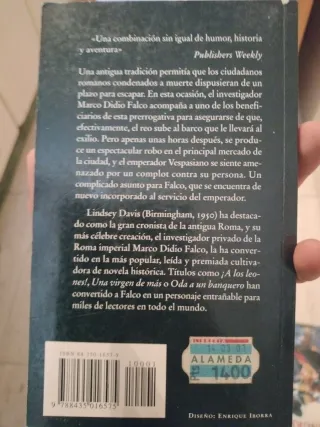 «Una combinación sin igual de humor, historia
y aventura»
Publishers Weekly
Una antigua tradición permitía que los ciudadanos
romanos condenados a muerte dispusieran de un
plazo para escapar. En esta ocasión, el investigador
Marco Didio Falco acompaña a uno de los benefi-
ciarios de esta prerrogativa para asegurarse de que,
efectivamente, el reo sube al barco que le llevará al
exilio. Pero apenas unas horas después, se produ-
ce un espectacular robo en el principal mercado de
la ciudad, y el emperador Vespasiano se siente ame-
nazado por un complot contra su persona. Un
complicado asunto para Falco, que se encuentra de
nuevo incorporado al servicio del emperador.
Lindsey Davis (Birmingham, 1950) ha destaca-
do como la gran cronista de la antigua Roma, y su
más célebre creación, el investigador privado de la
Roma imperial Marco Didio Falco, la ha conver-
tido en la más popular, leída y premiada cultivadora
de novela histórica. Títulos como ¡A los leo-
nes!, Una virgen de más o Oda a un banquero han
convertido a Falco en un personaje entrañable para
miles de lectores en todo el mundo.
10001
9 788435 016575
ALAMEDA
1400
DISEÑO: ENRIQUE IBORRA